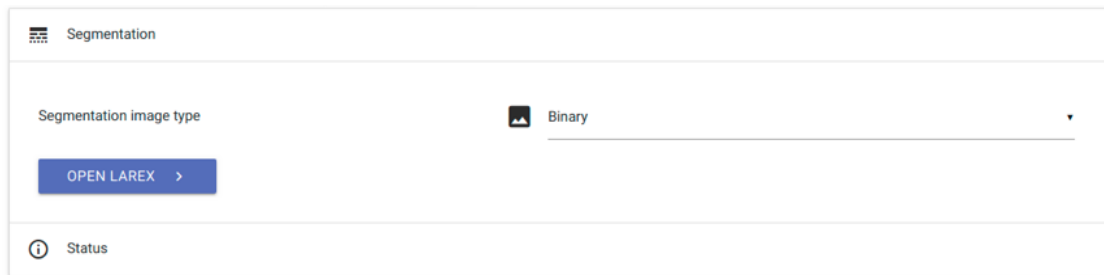 Segmentation
Segmentation image type
Binary
OPEN LAREX
Status